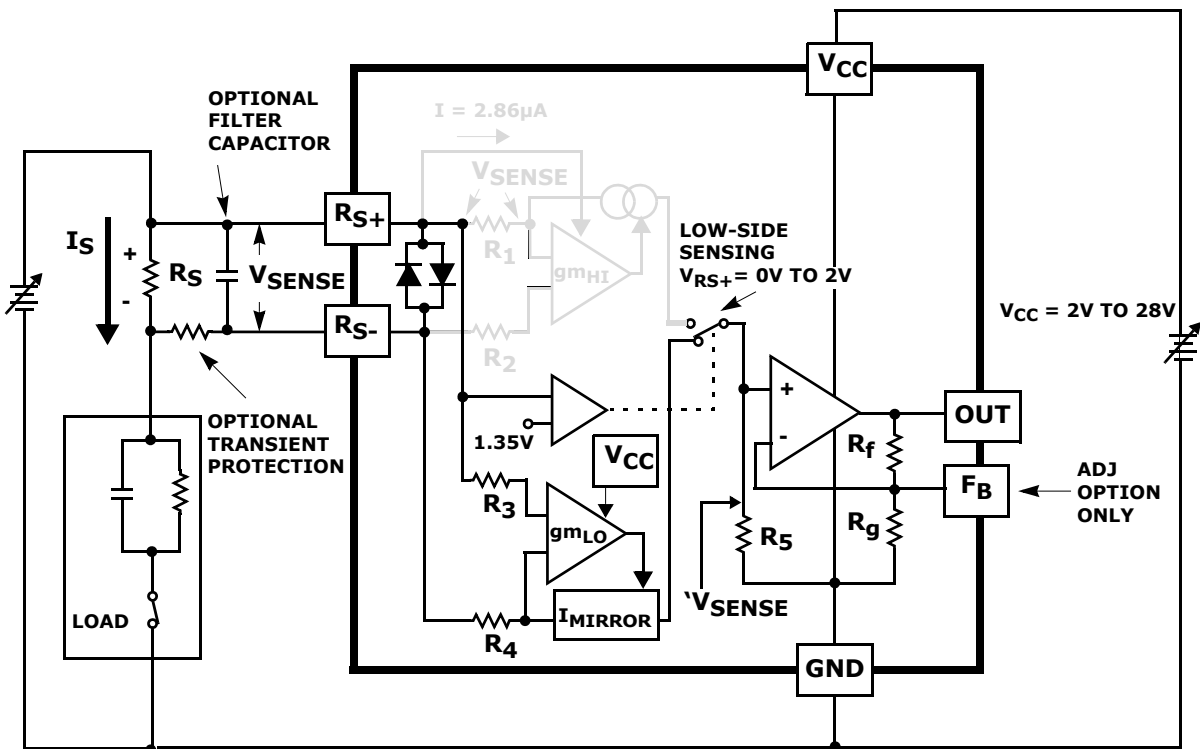 VCC
OPTIONAL
FILTER
CAPACITOR
I = 2.86µA
VSENSE
RS+
R1
gmHI
LOW-SIDE
SENSING
VRS+= 0V TO 2V
IS
+
-
RS
VSENSE
RS-
R2
VCC = 2V TO 28V
OPTIONAL
TRANSIENT
PROTECTION
1.35V
VCC
+
-
OUT
Rf
FB
ADJ
OPTION
ONLY
R3
gmLO
R5
Rg
'VSENSE
LOAD
R4
IMIRROR
GND